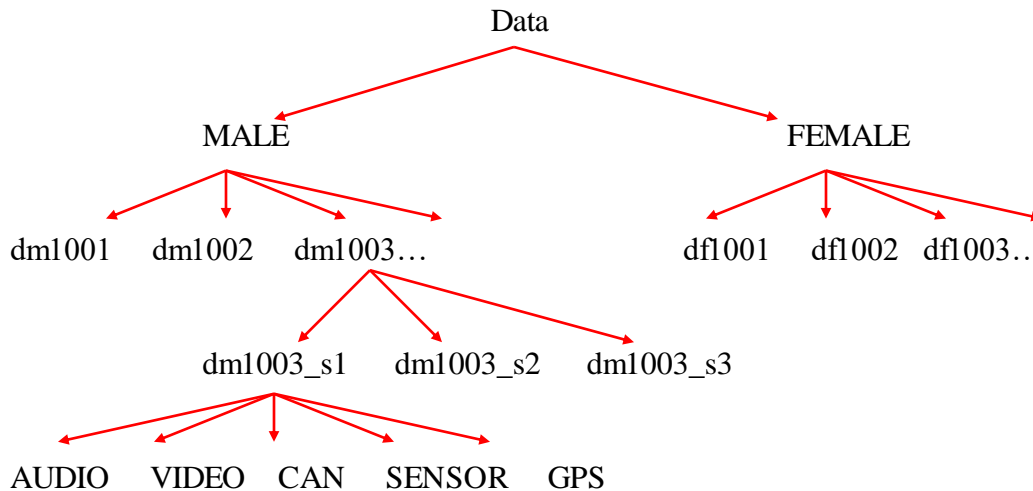 Data
MALE FEMALE
dm1001 dm1002 dm1003… df1001 df1002 df1003…
dm1003_s1 dm1003_s2 dm1003_s3
AUDIO VIDEO CAN SENSOR GPS